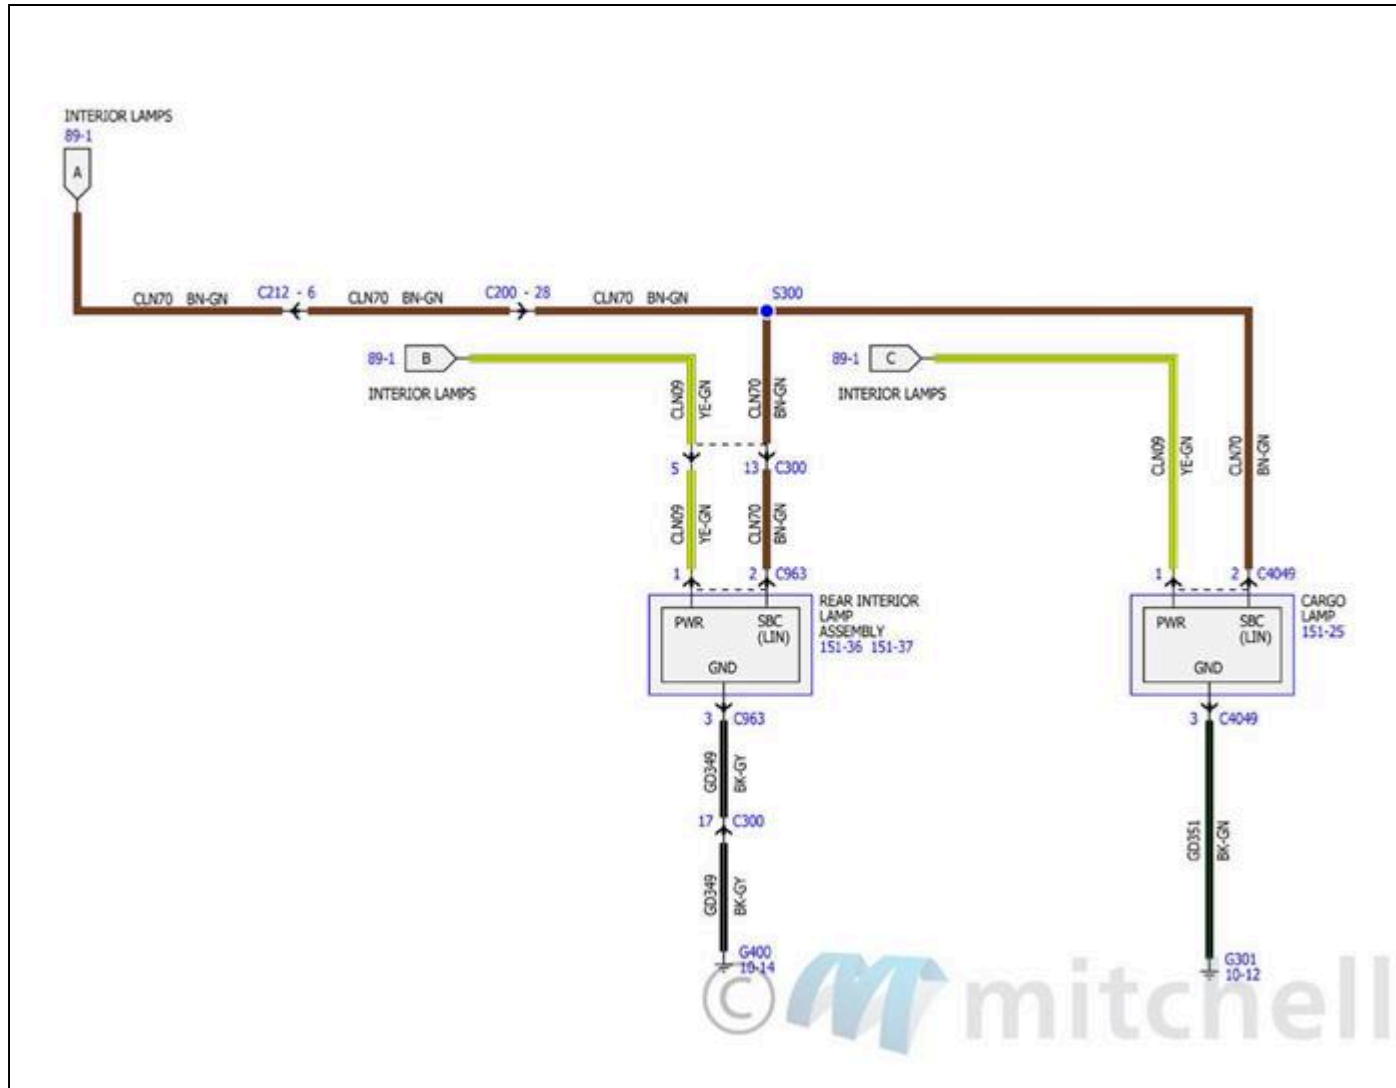 INTERIOR LAMPS
89-1
A
CLN70 BN-GN
C212 - 6
CLN70 BN-GN
C200 - 28
CLN70 BN-GN
S300
89-1
B
INTERIOR LAMPS
89-1
C
INTERIOR LAMPS
CLN09
YE-GN
CLN70
BN-GN
CLN09
YE-GN
CLN70
BN-GN
5
13 C300
CLN09
YE-GN
CLN70
BN-GN
1
2 C963
1
2 C4049
PWR
SBC
(LIN)
GND
REAR INTERIOR
LAMP
ASSEMBLY
151-36 151-37
PWR
SBC
(LIN)
GND
CARGO
LAMP
151-25
3 C963
3 C4049
GD349
BK-GY
17 C300
GD349
BK-GY
GD351
BK-GN
G400
10-14
G301
10-12
© mitchell